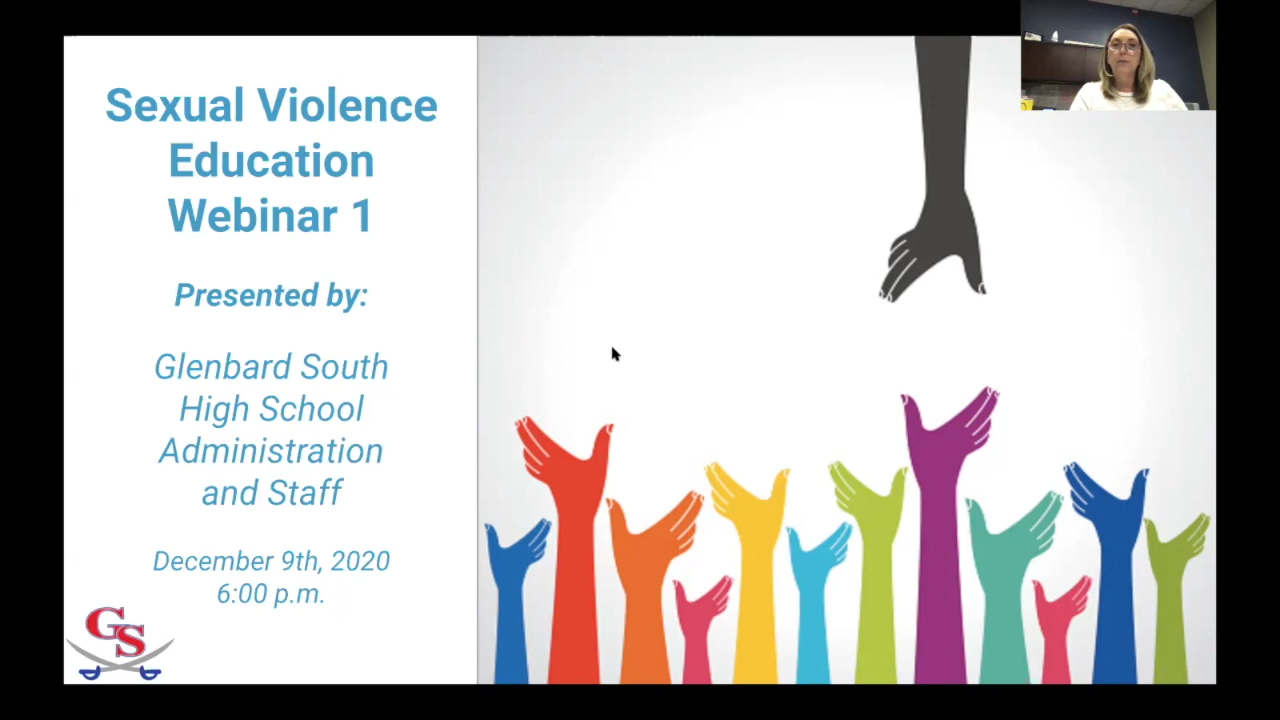 Sexual Violence
Education
Webinar 1
Presented by:
Glenbard South
High School
Administration
and Staff
December 9th, 2020
6:00 p.m.
GS